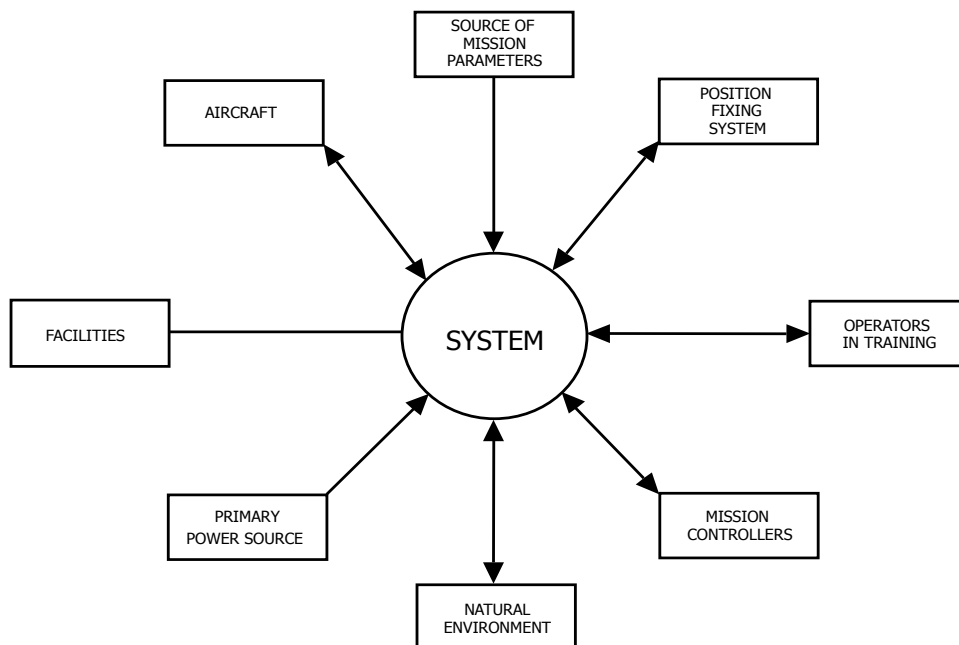 SOURCE OF
MISSION
PARAMETERS
AIRCRAFT
POSITION
FIXING
SYSTEM
FACILITIES
SYSTEM
OPERATORS
IN TRAINING
PRIMARY
POWER SOURCE
MISSION
CONTROLLERS
NATURAL
ENVIRONMENT